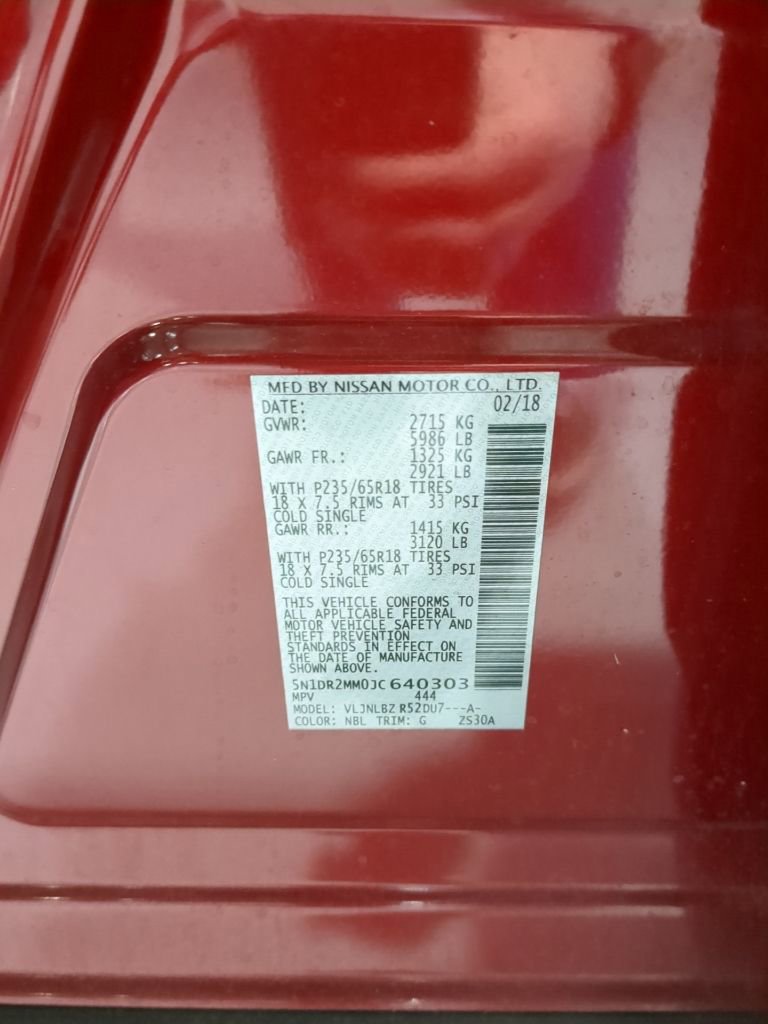 MFD BY NISSAN MOTOR CO., LTD.
DATE: 02/18
GVWR: 2715 KG
5986 LB
GAWR FR.: 1325 KG
2921 LB
WITH P235/65R18 TIRES
18 X 7.5 RIMS AT 33 PSI
COLD SINGLE
GAWR RR.: 1415 KG
3120 LB
WITH P235/65R18 TIRES
18 X 7.5 RIMS AT 33 PSI
COLD SINGLE
THIS VEHICLE CONFORMS TO
ALL APPLICABLE FEDERAL
MOTOR VEHICLE SAFETY AND
THEFT PREVENTION
STANDARDS IN EFFECT ON
THE DATE OF MANUFACTURE
SHOWN ABOVE.
5N1DR2MM0JC640303
MPV 444
MODEL: VLJNLBZ R52DU7---A-
COLOR: NBL TRIM: G ZS30A